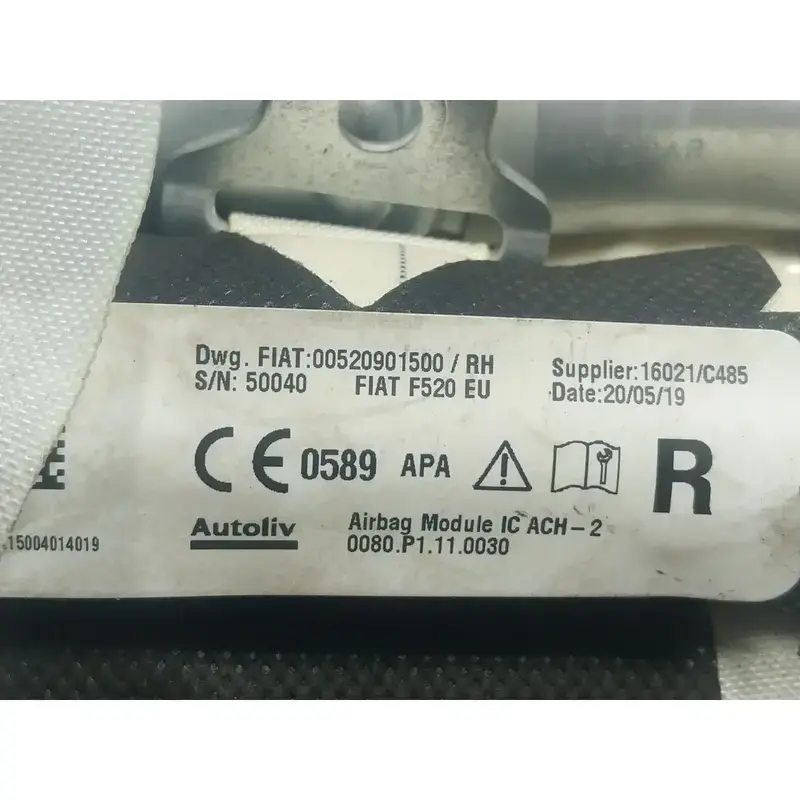 Dwg. FIAT:00520901500 / RH
S/N: 50040 FIAT F520 EU
Supplier:16021/C485
Date:20/05/19
CE 0589 APA
R
Autoliv
Airbag Module IC ACH-2
0080.P1.11.0030
15004014019